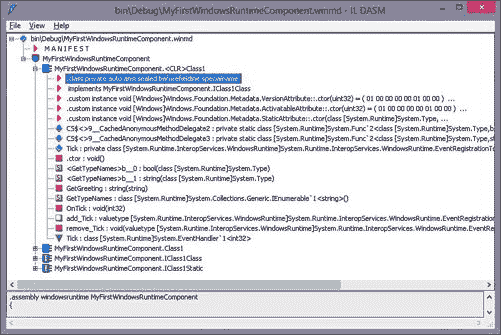 bin\Debug\MyFirstWindowsRuntimeComponent.winmd - IL DASM
File View Help
bin\Debug\MyFirstWindowsRuntimeComponent.winmd
MANIFEST
MyFirstWindowsRuntimeComponent
MyFirstWindowsRuntimeComponent.<CLR>Class1
.class private auto ansi sealed beforefieldinit specialname
implements MyFirstWindowsRuntimeComponent.IClass1Class
.custom instance void [Windows]Windows.Foundation.Metadata.VersionAttribute::.ctor(uint32) = ( 01 00 00 00 00 01 00 00 ) ...
.custom instance void [Windows]Windows.Foundation.Metadata.ActivatableAttribute::.ctor(uint32) = ( 01 00 00 00 00 01 00 00 ) ...
.custom instance void [Windows]Windows.Foundation.Metadata.StaticAttribute::.ctor(class [System.Runtime]System.Type, ...
CS$<>9__CachedAnonymousMethodDelegate2 : private static class [System.Runtime]System.Func`2<class [System.Runtime]System.Type,b
CS$<>9__CachedAnonymousMethodDelegate3 : private static class [System.Runtime]System.Func`2<class [System.Runtime]System.Type,s
Tick : private class [System.Runtime.InteropServices.WindowsRuntime]System.Runtime.InteropServices.WindowsRuntime.EventRegistrationT
.ctor : void()
<GetTypeNames>b__0 : bool(class [System.Runtime]System.Type)
<GetTypeNames>b__1 : string(class [System.Runtime]System.Type)
GetGreeting : string(string)
GetTypeNames : class [System.Runtime]System.Collections.Generic.IEnumerable`1<string>()
OnTick : void(int32)
add_Tick : valuetype [System.Runtime.InteropServices.WindowsRuntime]System.Runtime.InteropServices.WindowsRuntime.EventRegistration
remove_Tick : void(valuetype [System.Runtime.InteropServices.WindowsRuntime]System.Runtime.InteropServices.WindowsRuntime.EventRe
Tick : class [System.Runtime]System.EventHandler`1<int32>
MyFirstWindowsRuntimeComponent.Class1
MyFirstWindowsRuntimeComponent.IClass1Class
MyFirstWindowsRuntimeComponent.IClass1Static
.assembly windowsruntime MyFirstWindowsRuntimeComponent
{